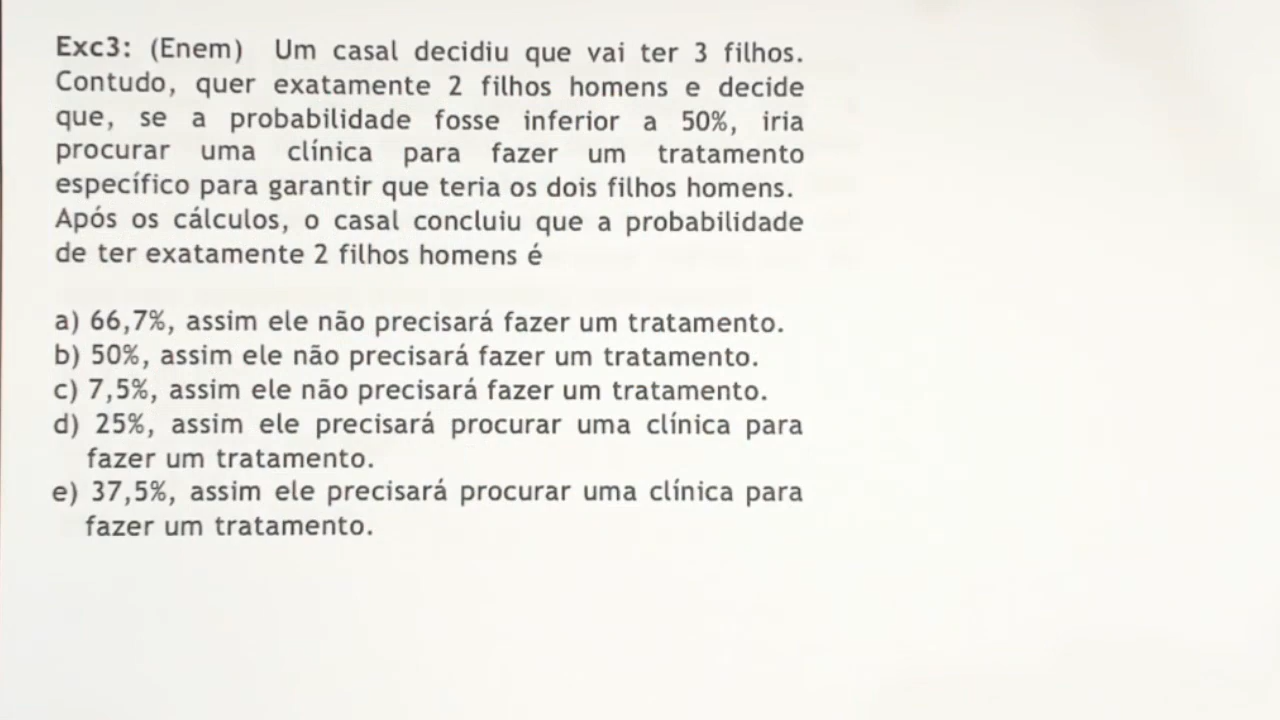 Exc3: (Enem) Um casal decidiu que vai ter 3 filhos.
Contudo, quer exatamente 2 filhos homens e decide
que, se a probabilidade fosse inferior a 50%, iria
procurar uma clínica para fazer um tratamento
específico para garantir que teria os dois filhos homens.
Após os cálculos, o casal concluiu que a probabilidade
de ter exatamente 2 filhos homens é
a) 66,7%, assim ele não precisará fazer um tratamento.
b) 50%, assim ele não precisará fazer um tratamento.
c) 7,5%, assim ele não precisará fazer um tratamento.
d) 25%, assim ele precisará procurar uma clínica para
fazer um tratamento.
e) 37,5%, assim ele precisará procurar uma clínica para
fazer um tratamento.